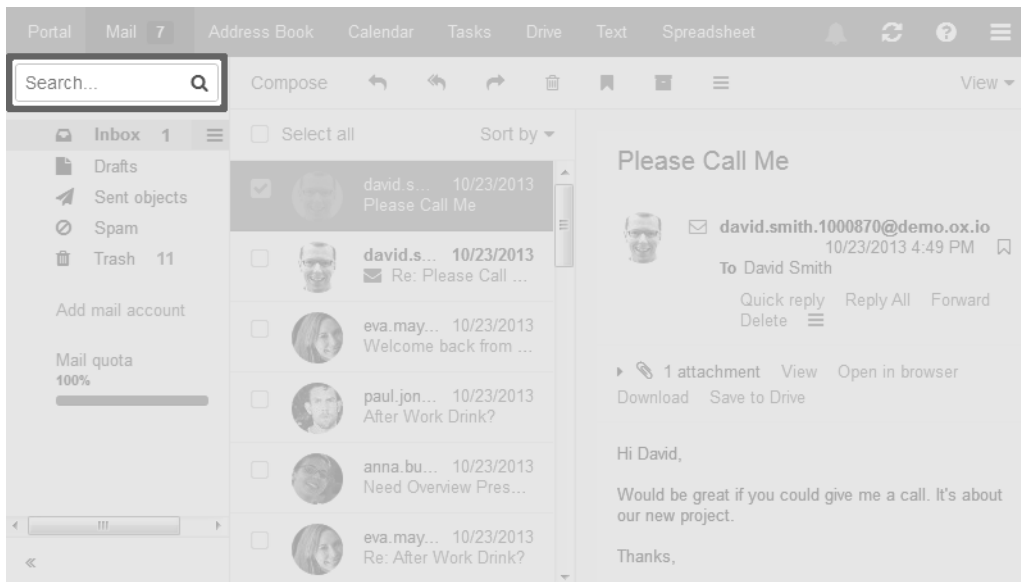 Portal Mail 7 Address Book Calendar Tasks Drive Text Spreadsheet
Search...
Compose View
Inbox 1
Drafts
Sent objects
Spam
Trash 11
Add mail account
Mail quota
100%
Select all Sort by
david.s... 10/23/2013
Please Call Me
david.s... 10/23/2013
Re: Please Call ...
eva.may... 10/23/2013
Welcome back from ...
paul.jon... 10/23/2013
After Work Drink?
anna.bu... 10/23/2013
Need Overview Pres...
eva.may... 10/23/2013
Re: After Work Drink?
Please Call Me
david.smith.1000870@demo.ox.io
10/23/2013 4:49 PM
To David Smith
Quick reply Reply All Forward
Delete
1 attachment View Open in browser
Download Save to Drive
Hi David,
Would be great if you could give me a call. It's about
our new project.
Thanks,